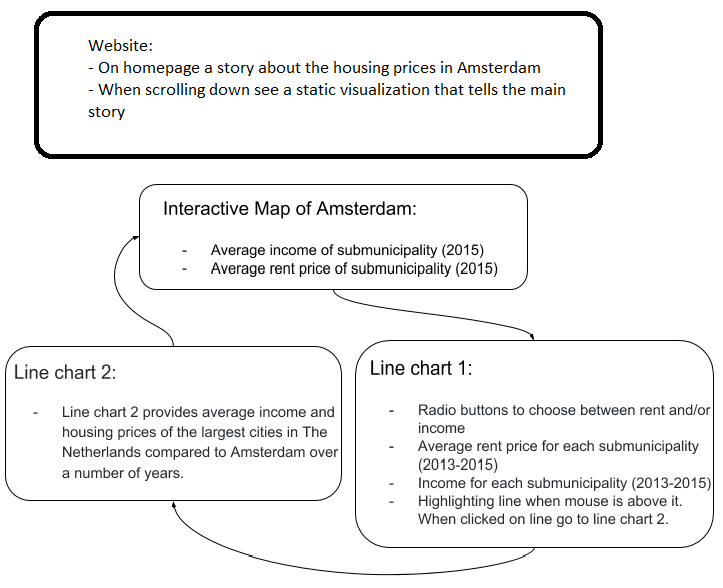 Website:
- On homepage a story about the housing prices in Amsterdam
- When scrolling down see a static visualization that tells the main
story
Interactive Map of Amsterdam:
- Average income of submunicipality (2015)
- Average rent price of submunicipality (2015)
Line chart 2:
- Line chart 2 provides average income and
housing prices of the largest cities in The
Netherlands compared to Amsterdam over
a number of years.
Line chart 1:
- Radio buttons to choose between rent and/or
income
- Average rent price for each submunicipality
(2013-2015)
- Income for each submunicipality (2013-2015)
- Highlighting line when mouse is above it.
When clicked on line go to line chart 2.